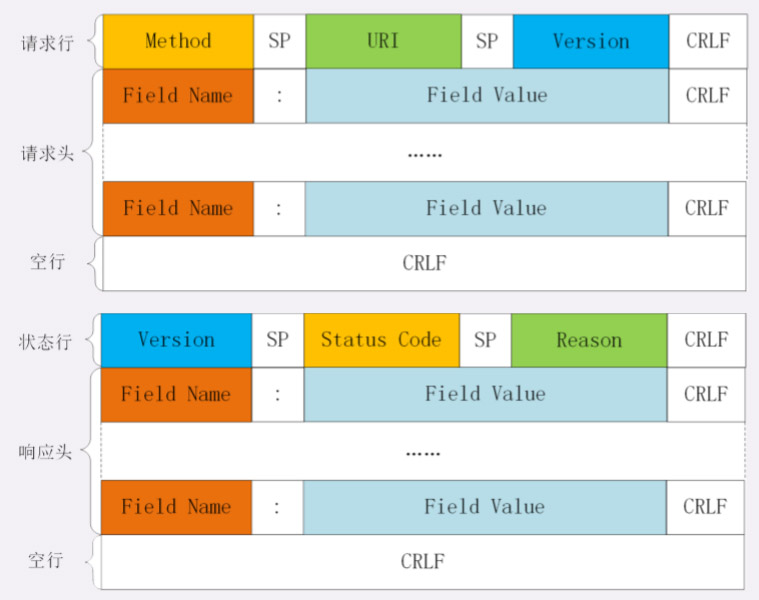 请求行 Method SP URI SP Version CRLF
Field Name : Field Value CRLF
请求头 ……
Field Name : Field Value CRLF
空行 CRLF
状态行 Version SP Status Code SP Reason CRLF
Field Name : Field Value CRLF
响应头 ……
Field Name : Field Value CRLF
空行 CRLF